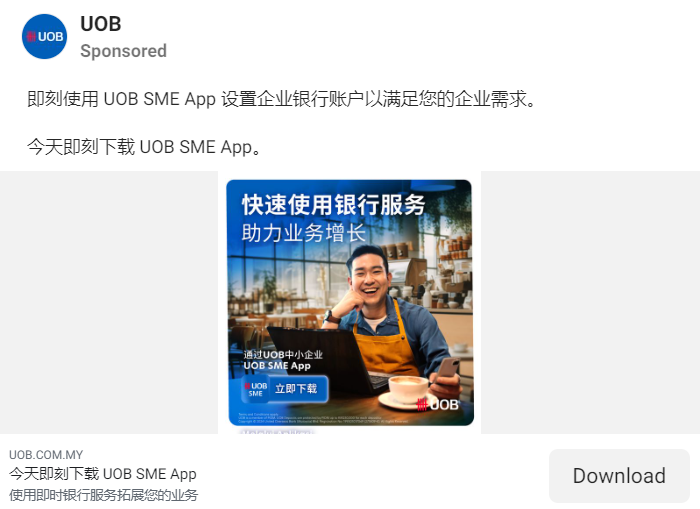 UOB
UOB
Sponsored
即刻使用 UOB SME App 设置企业银行账户以满足您的企业需求。
今天即刻下载 UOB SME App。
快速使用银行服务
助力业务增长
通过UOB中小企业
UOB SME App
UOB
SME
立即下载
UOB
UOB.COM.MY
今天即刻下载 UOB SME App
使用即时银行服务拓展您的业务
Download